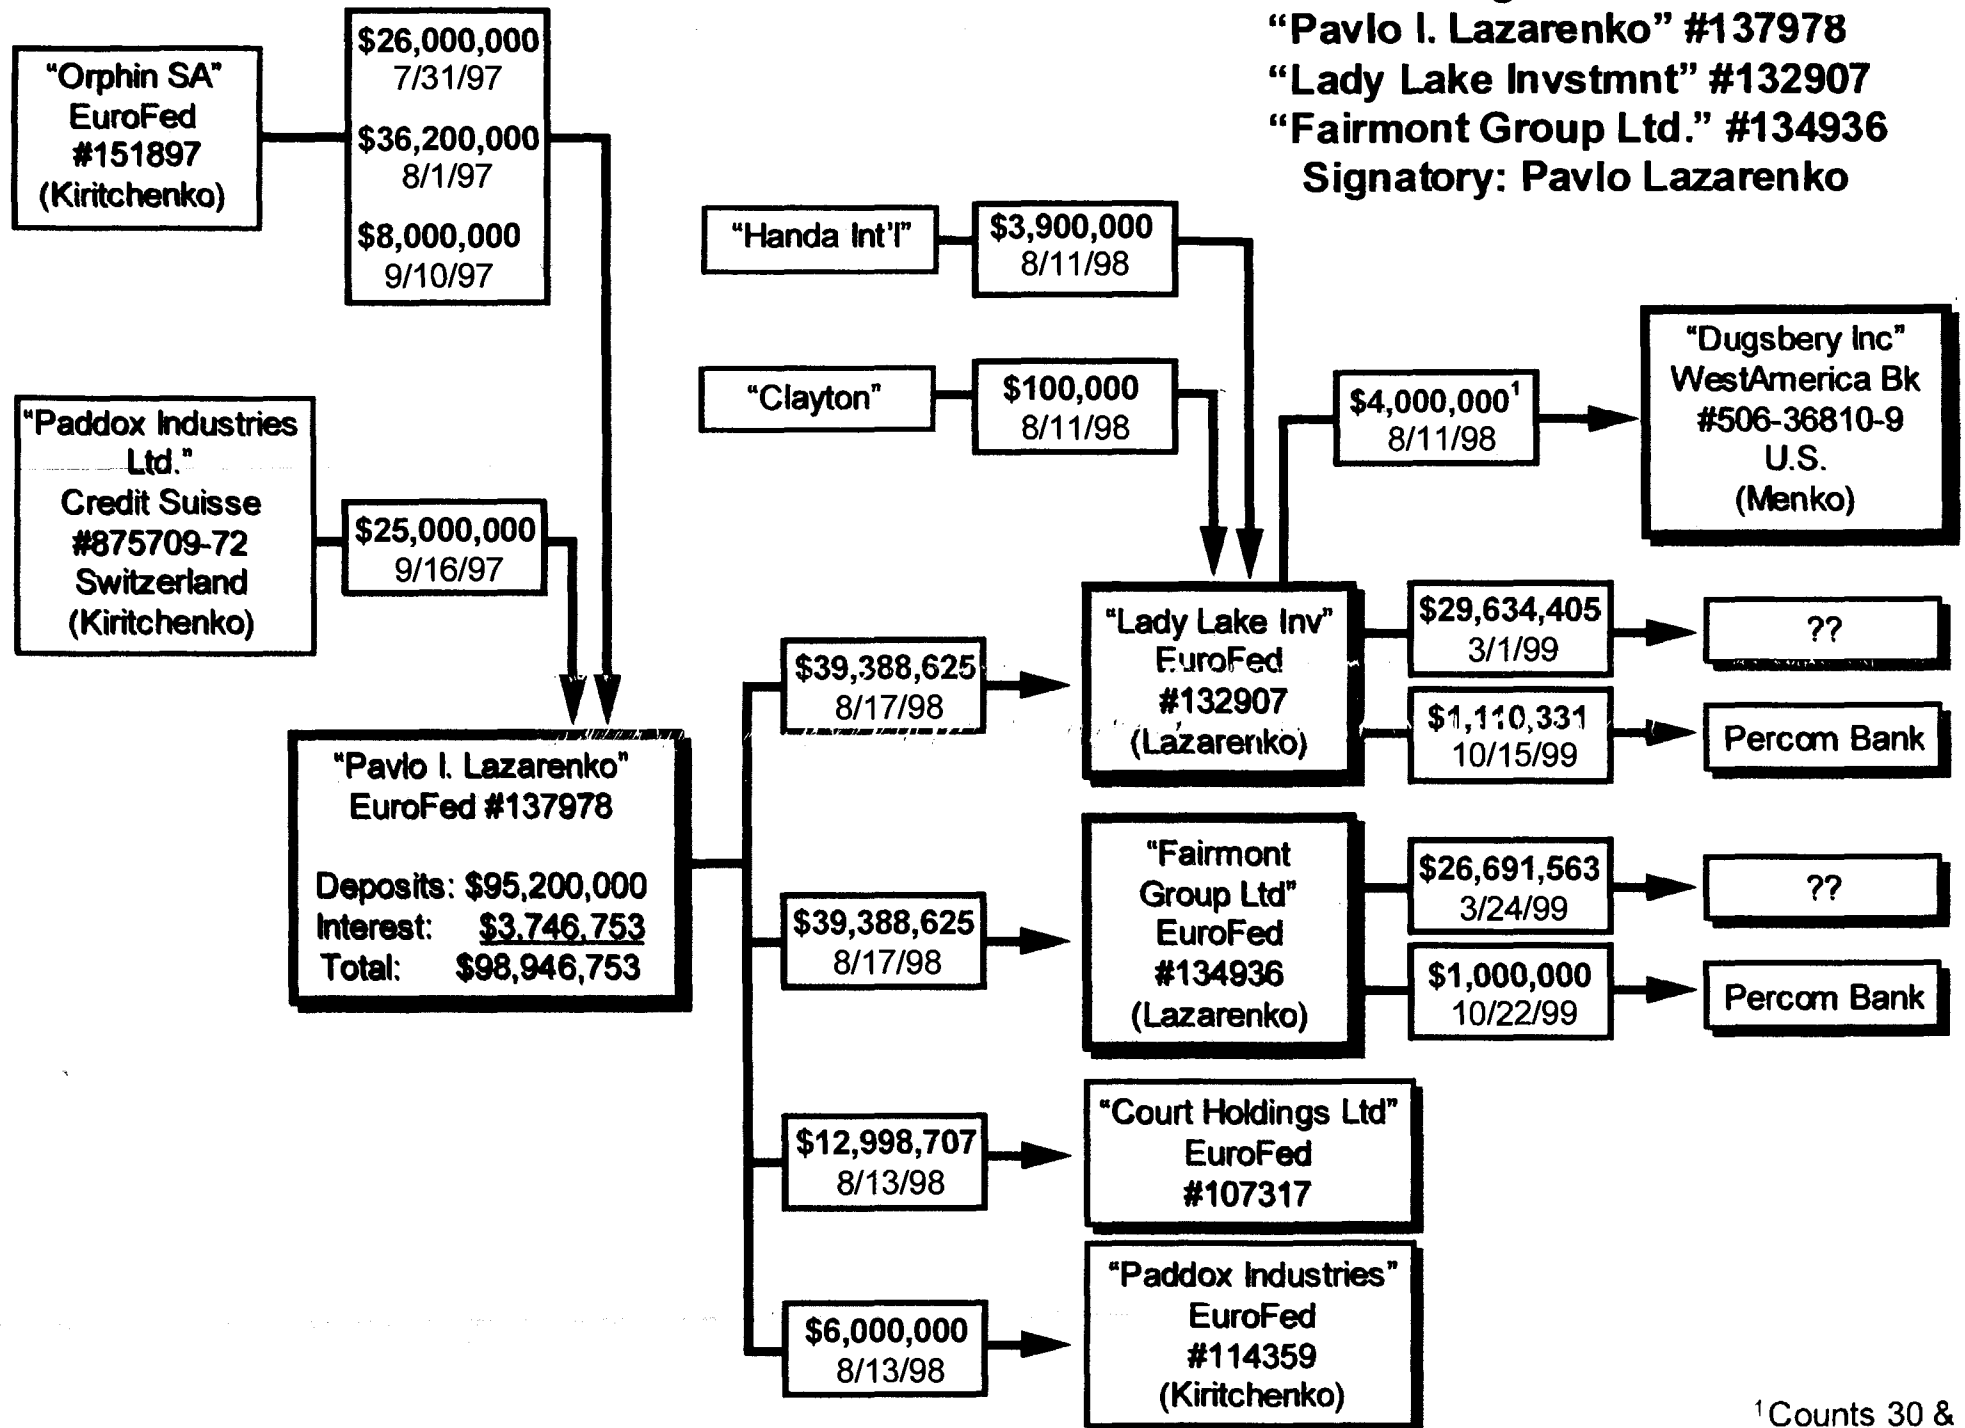 “Pavlo I. Lazarenko” #137978
“Lady Lake Invstmnt” #132907
“Fairmont Group Ltd.” #134936
Signatory: Pavlo Lazarenko
“Orphin SA”
EuroFed
#151897
(Kiritchenko)
$26,000,000
7/31/97
$36,200,000
8/1/97
$8,000,000
9/10/97
“Paddox Industries
Ltd.”
Credit Suisse
#875709-72
Switzerland
(Kiritchenko)
$25,000,000
9/16/97
“Handa Int'l”
$3,900,000
8/11/98
“Clayton”
$100,000
8/11/98
$4,000,000¹
8/11/98
“Dugsbery Inc”
WestAmerica Bk
#506-36810-9
U.S.
(Menko)
“Pavlo I. Lazarenko”
EuroFed #137978
Deposits: $95,200,000
Interest: $3,746,753
Total: $98,946,753
$39,388,625
8/17/98
“Lady Lake Inv”
EuroFed
#132907
(Lazarenko)
$29,634,405
3/1/99
??
$1,110,331
10/15/99
Percom Bank
$39,388,625
8/17/98
“Fairmont
Group Ltd”
EuroFed
#134936
(Lazarenko)
$26,691,563
3/24/99
??
$1,000,000
10/22/99
Percom Bank
$12,998,707
8/13/98
“Court Holdings Ltd”
EuroFed
#107317
$6,000,000
8/13/98
“Paddox Industries”
EuroFed
#114359
(Kiritchenko)
¹Counts 30 &